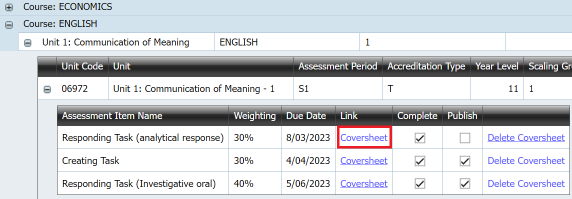 Course: ECONOMICS
Course: ENGLISH
Unit 1: Communication of Meaning ENGLISH 1
Unit Code Unit Assessment Period Accreditation Type Year Level Scaling Gr
06972 Unit 1: Communication of Meaning - 1 S1 T 11 1
Assessment Item Name Weighting Due Date Link Complete Publish
Responding Task (analytical response) 30% 8/03/2023 Coversheet Delete Coversheet
Creating Task 30% 4/04/2023 Coversheet Delete Coversheet
Responding Task (Investigative oral) 40% 5/06/2023 Coversheet Delete Coversheet